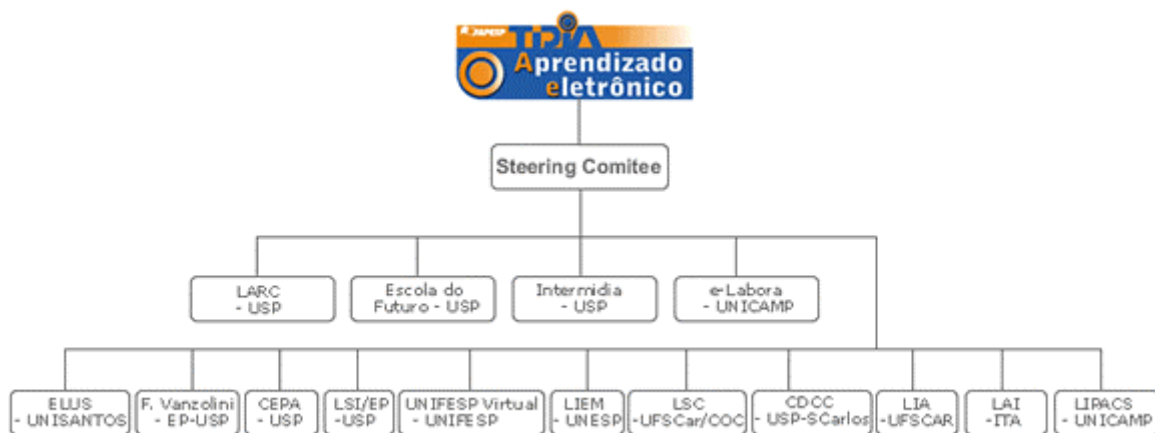 FAPESP
TIDIA
Aprendizado
eletrônico
Steering Comitee
LARC
- USP
Escola do
Futuro - USP
Intermidia
- USP
e-Labora
- UNICAMP
ELUS
- UNISANTOS
F. Vanzolini
- EP-USP
CEPA
- USP
LSI/EP
-USP
UNIFESP Virtual
- UNIFESP
LIEM
- UNESP
LSC
-UFSCar/COC
CDCC
- USP-SCarlos
LIA
-UFSCAR
LAI
-ITA
LIPACS
- UNICAMP